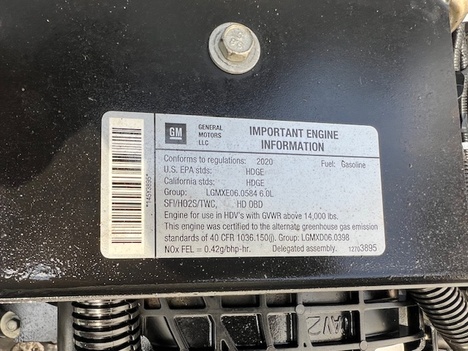 GM
GENERAL
MOTORS
LLC
IMPORTANT ENGINE
INFORMATION
Conforms to regulations: 2020 Fuel: Gasoline
U.S. EPA stds: HDGE
California stds: HDGE
Group: LGMXE06.0584 6.0L
SFI/HO2S/TWC, HD OBD
Engine for use in HDV's with GVWR above 14,000 lbs.
This engine was certified to the alternate greenhouse gas emission
standards of 40 CFR 1036.150(j). Group: LGMXD06.0398
NOx FEL = 0.42g/bhp-hr. Delegated assembly.